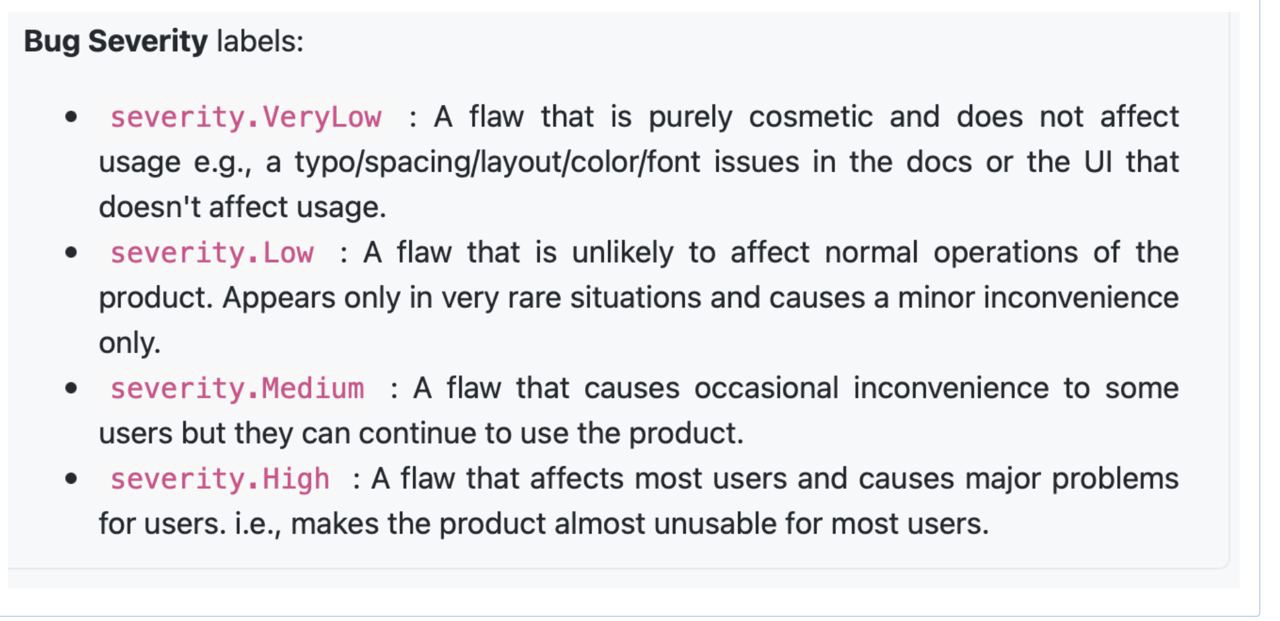 Bug Severity labels:
• severity.VeryLow : A flaw that is purely cosmetic and does not affect
usage e.g., a typo/spacing/layout/color/font issues in the docs or the UI that
doesn't affect usage.
• severity.Low : A flaw that is unlikely to affect normal operations of the
product. Appears only in very rare situations and causes a minor inconvenience
only.
• severity.Medium : A flaw that causes occasional inconvenience to some
users but they can continue to use the product.
• severity.High : A flaw that affects most users and causes major problems
for users. i.e., makes the product almost unusable for most users.